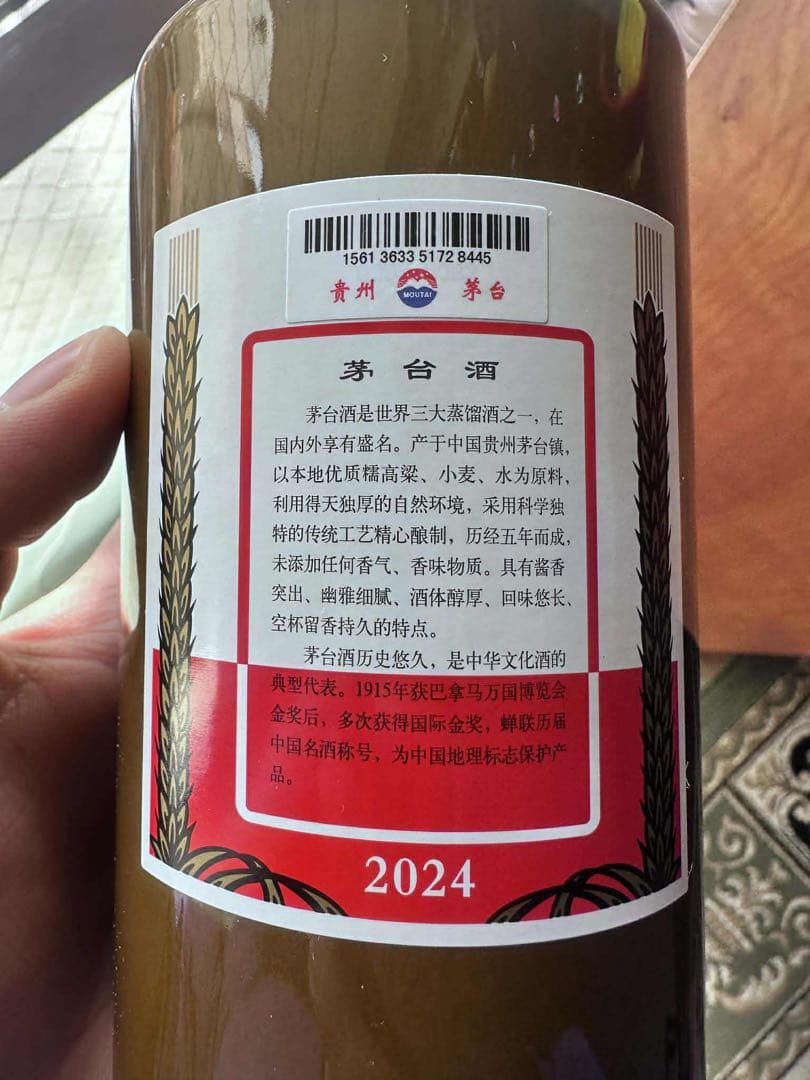 1561 3633 5172 8445
贵州 MOUTAI 茅台
茅台酒
茅台酒是世界三大蒸馏酒之一，在
国内外享有盛名。产于中国贵州茅台镇，
以本地优质糯高粱、小麦、水为原料，
利用得天独厚的自然环境，采用科学独
特的传统工艺精心酿制，历经五年而成，
未添加任何香气、香味物质。具有酱香
突出、幽雅细腻、酒体醇厚、回味悠长、
空杯留香持久的特点。
茅台酒历史悠久，是中华文化酒的
典型代表。1915年获巴拿马万国博览会
金奖后，多次获得国际金奖，蝉联历届
中国名酒称号，为中国地理标志保护产
品。
2024